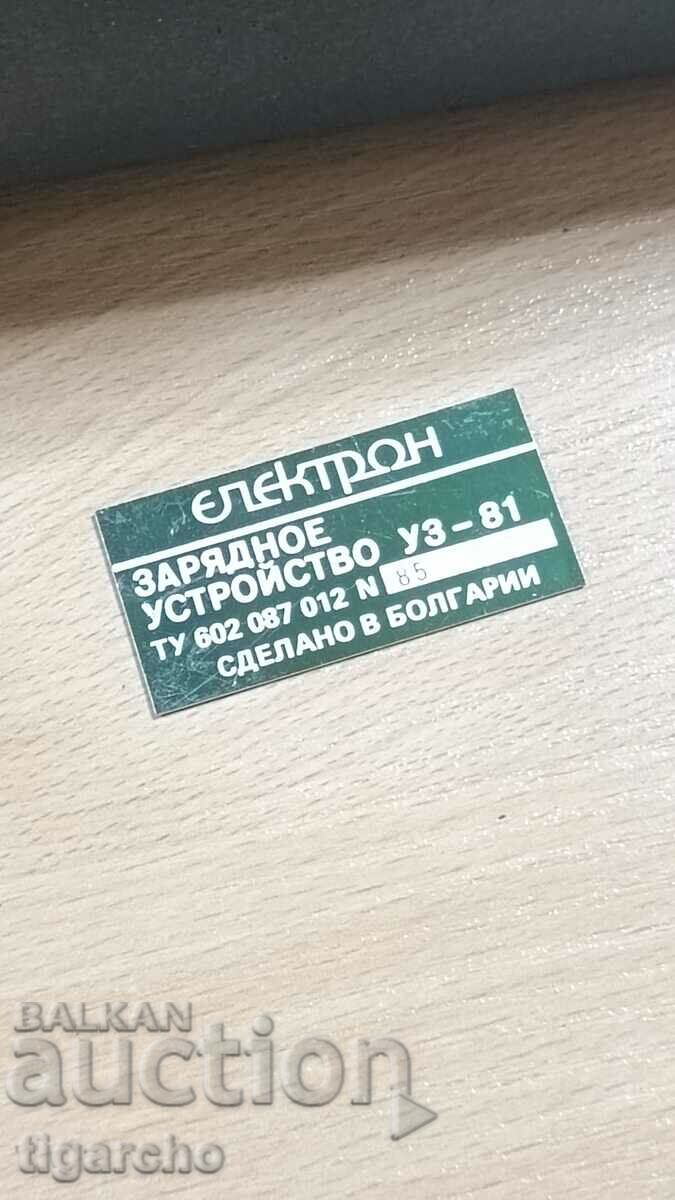 електрон
ЗАРЯДНОЕ
УСТРОЙСТВО УЗ-81
ТУ 602 087 012 N 85
СДЕЛАНО В БОЛГАРИИ
BALKAN
auction
tigarcho